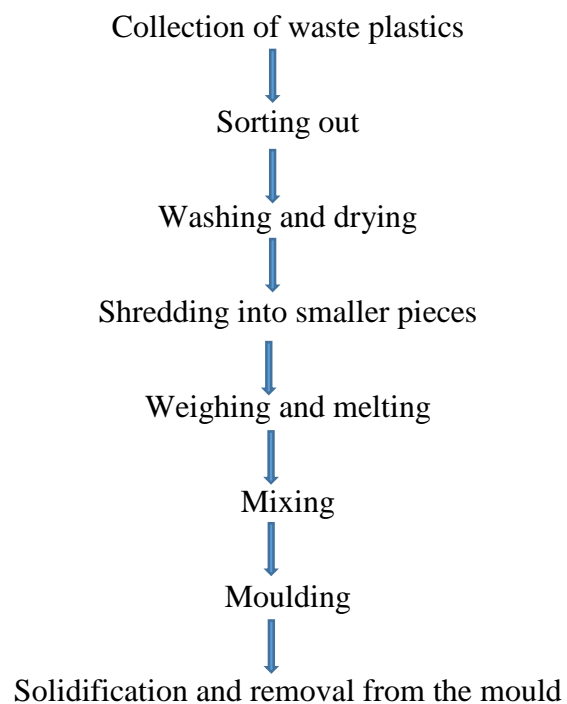 Collection of waste plastics
Sorting out
Washing and drying
Shredding into smaller pieces
Weighing and melting
Mixing
Moulding
Solidification and removal from the mould